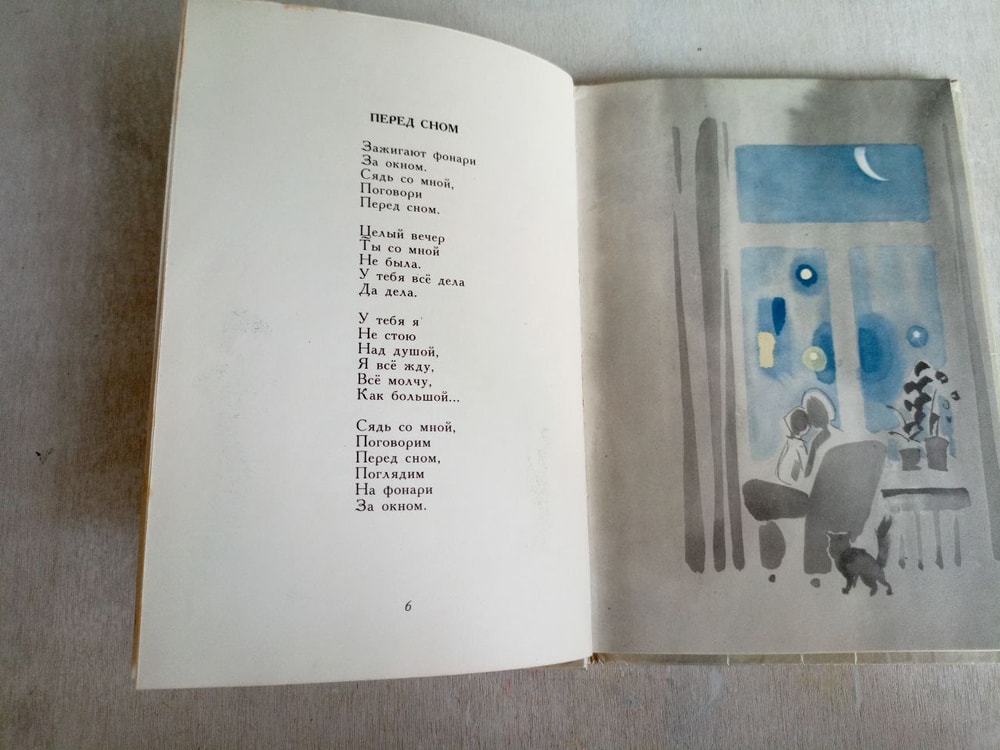 ПЕРЕД СНОМ
Зажигают фонари
За окном.
Сядь со мной,
Поговори
Перед сном.
Целый вечер
Ты со мной
Не была.
У тебя всё дела
Да дела.
У тебя я
Не стою
Над душой,
Я всё жду,
Всё молчу,
Как большой...
Сядь со мной,
Поговорим
Перед сном,
Поглядим
На фонари
За окном.
6